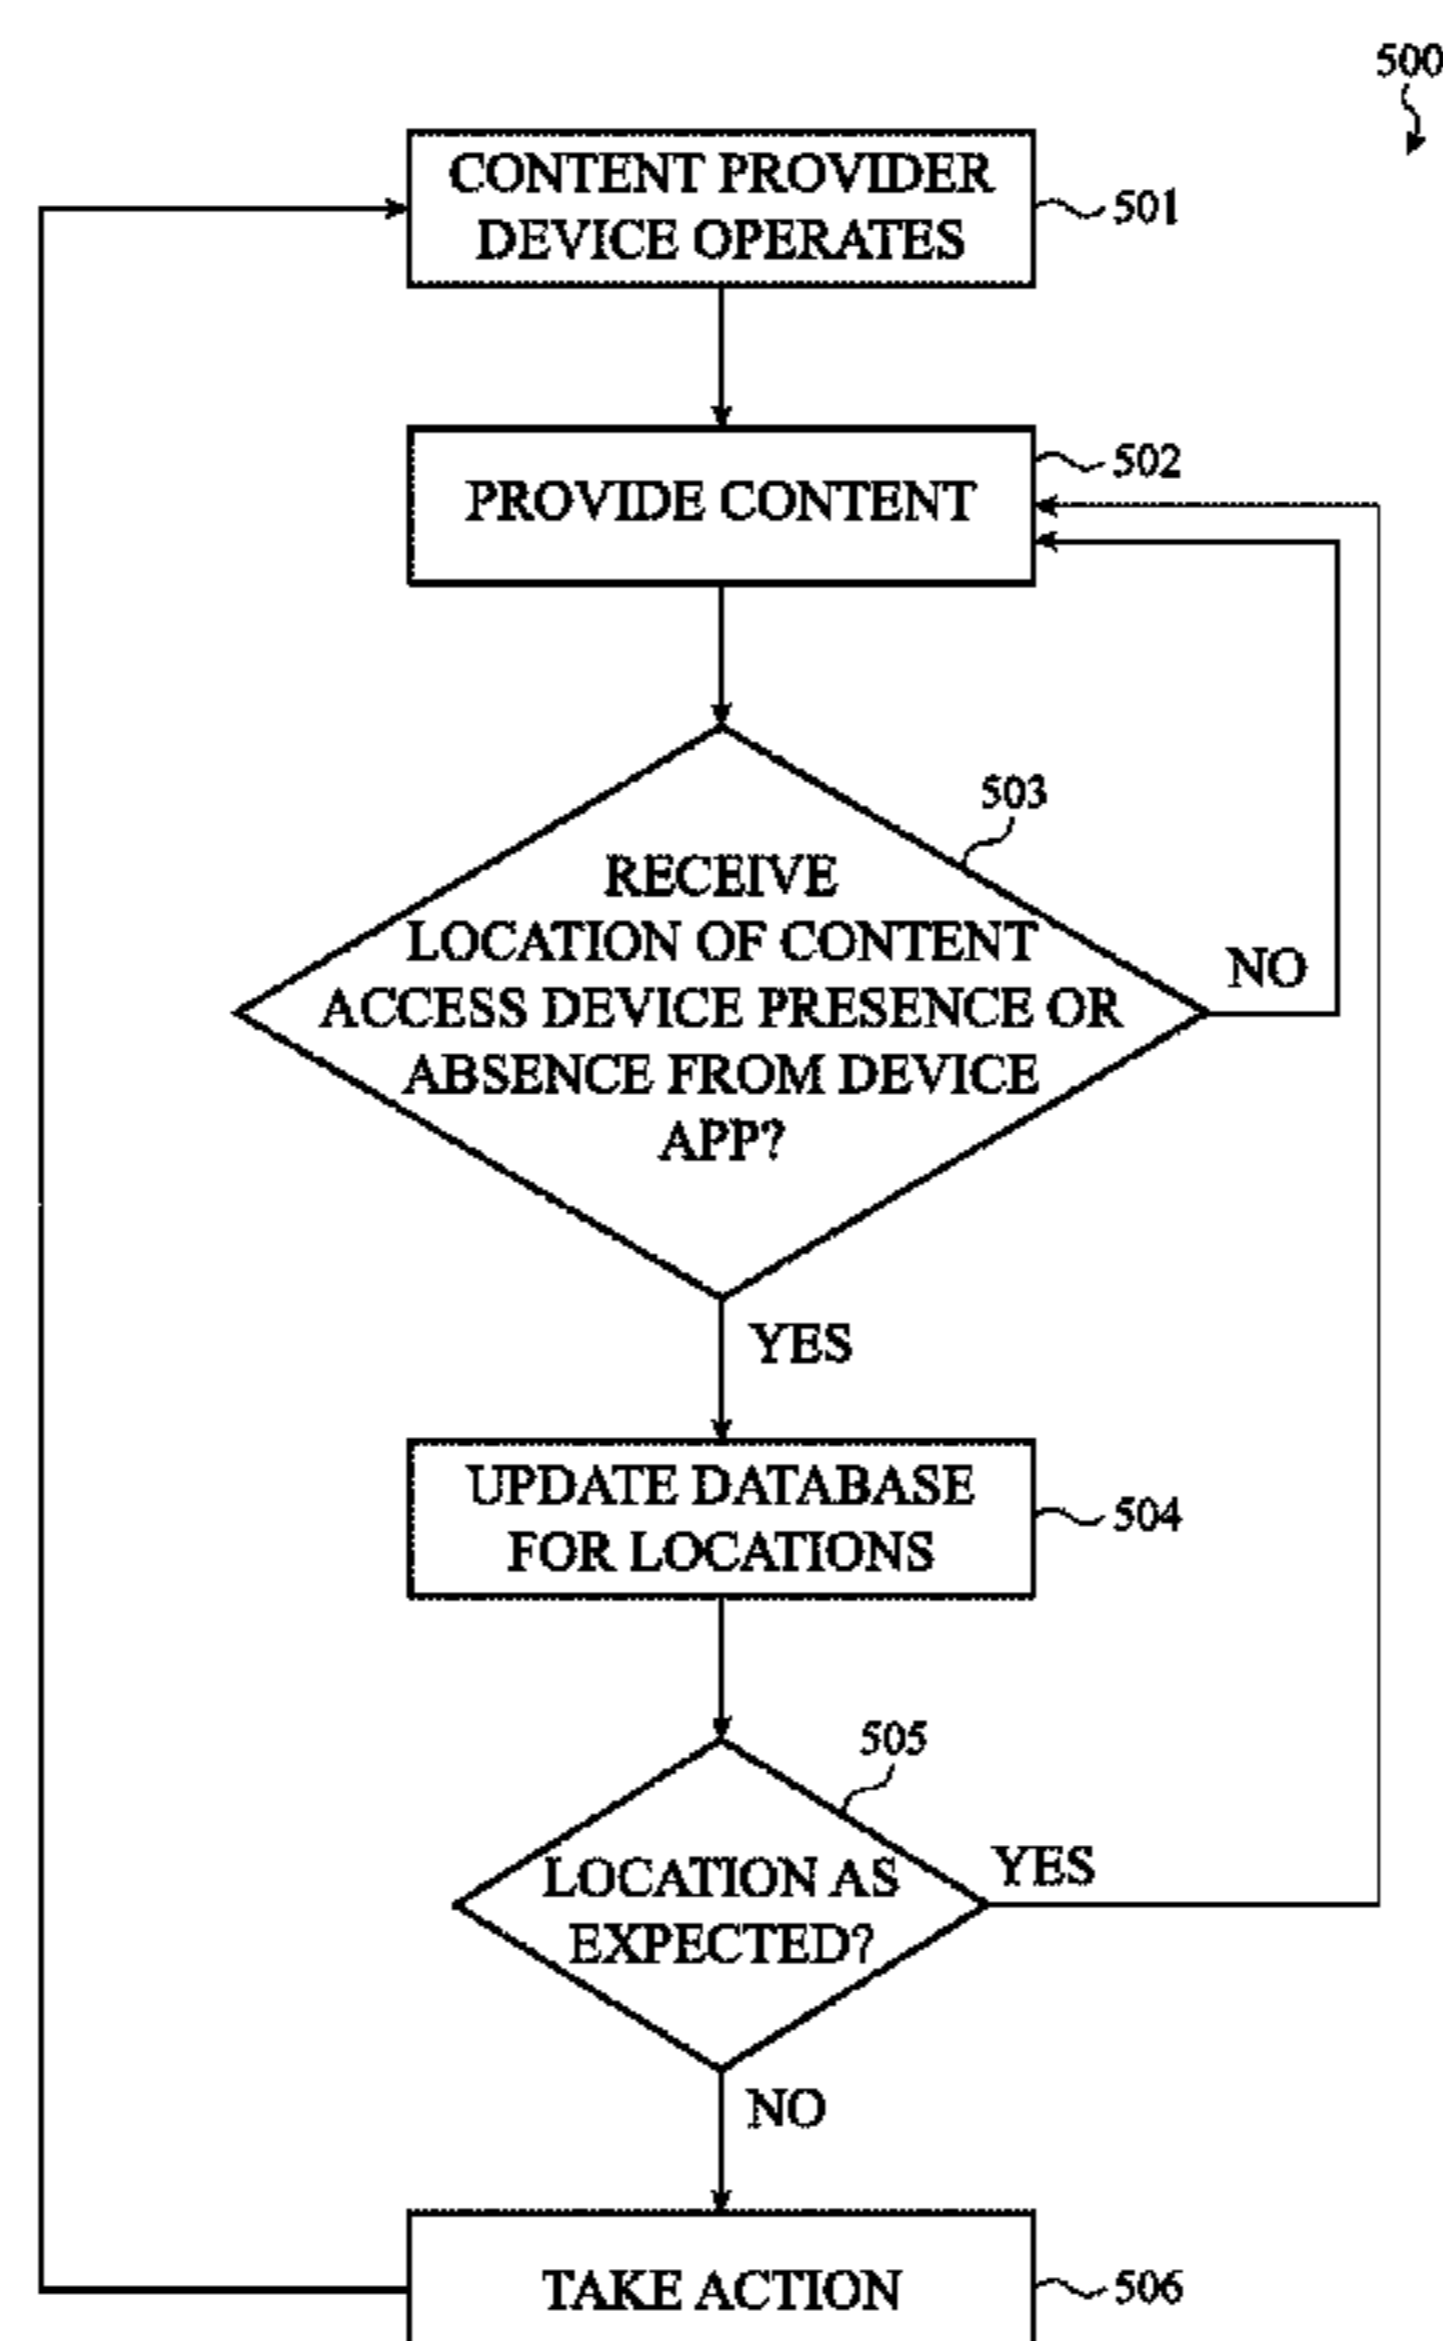 500
CONTENT PROVIDER
DEVICE OPERATES
501
PROVIDE CONTENT
502
503
RECEIVE
LOCATION OF CONTENT
ACCESS DEVICE PRESENCE OR
ABSENCE FROM DEVICE
APP?
NO
YES
UPDATE DATABASE
FOR LOCATIONS
504
505
LOCATION AS
EXPECTED?
YES
NO
TAKE ACTION
506